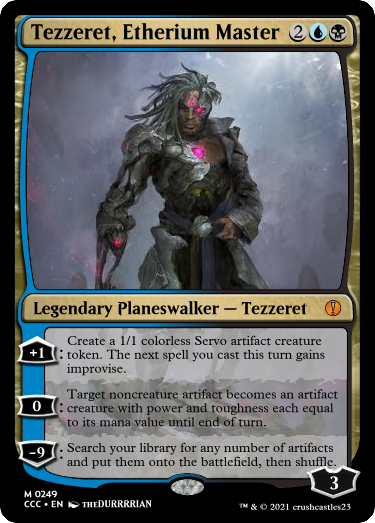 Tezzeret, Etherium Master 2
Legendary Planeswalker — Tezzeret
+1: Create a 1/1 colorless Servo artifact creature
token. The next spell you cast this turn gains
improvise.
0: Target noncreature artifact becomes an artifact
creature with power and toughness each equal
to its mana value until end of turn.
-9: Search your library for any number of artifacts
and put them onto the battlefield, then shuffle.
3
M 0249
CCC • EN theDURRRRIAN
™ & © 2021 crushcastles23